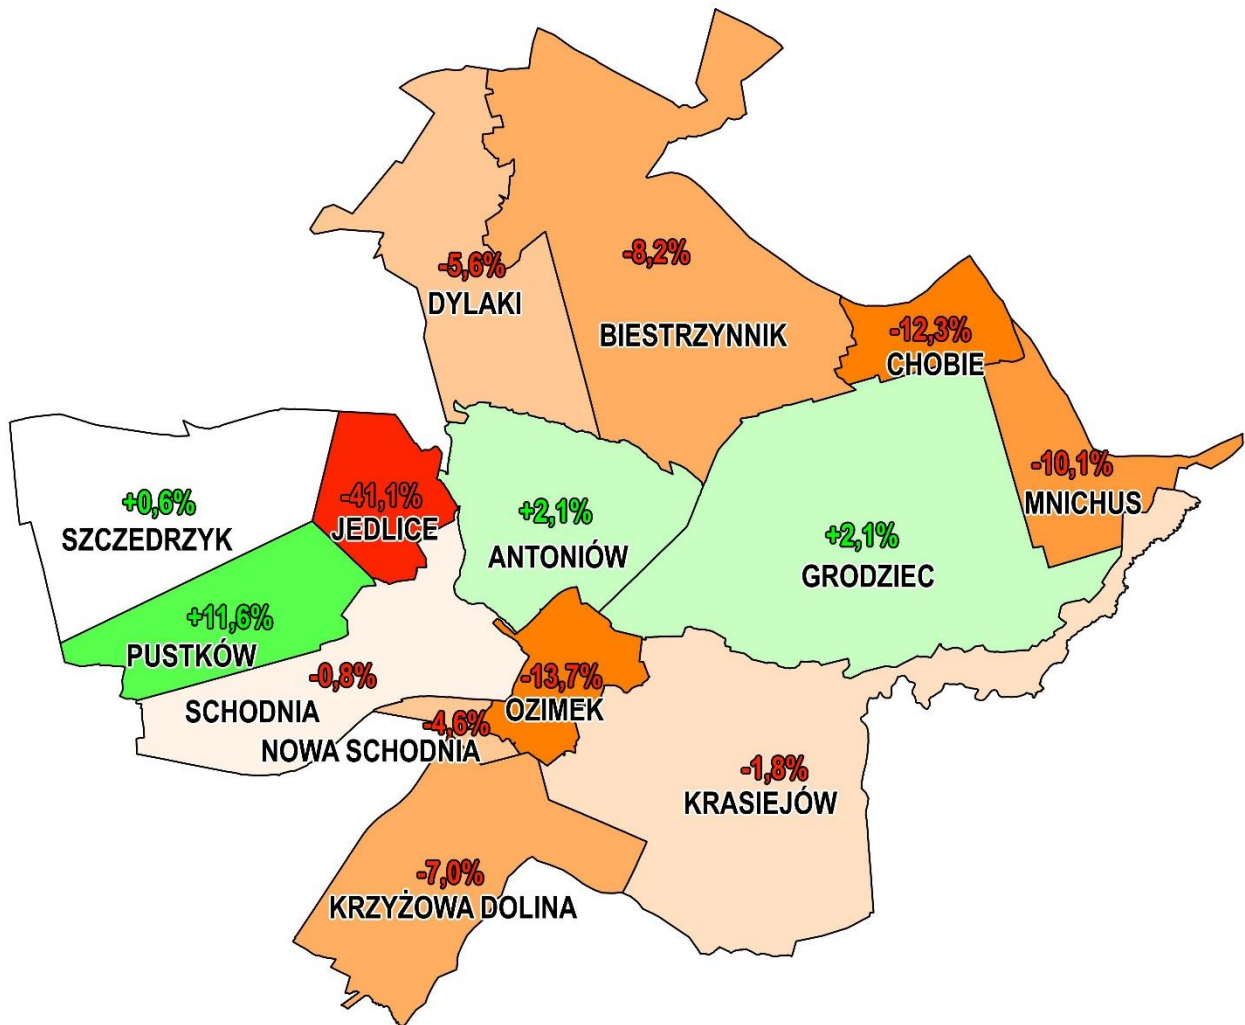 -5,6%
DYLAKI
-8,2%
BIESTRZYNNIK
-12,3%
CHOBIE
-10,1%
MNICHUS
+0,6%
SZCZEDRZYK
-41,1%
JEDLICE
+2,1%
ANTONIÓW
+2,1%
GRODZIEC
+11,6%
PUSTKÓW
-0,8%
SCHODNIA
-13,7%
OZIMEK
-4,6%
NOWA SCHODNIA
-1,8%
KRASIEJÓW
-7,0%
KRZYŻOWA DOLINA